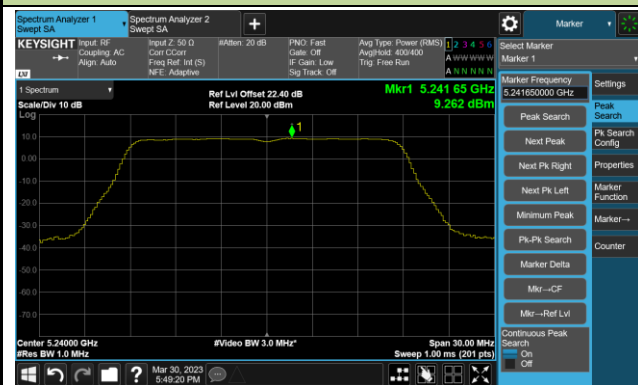 Spectrum Analyzer 1
Swept SA
Spectrum Analyzer 2
Swept SA
+
Marker
KEYSIGHT
Input: RF
Coupling: AC
Align: Auto
Input Z: 50 Ω
Corr CCorr
Freq Ref: Int (S)
NFE: Adaptive
#Atten: 20 dB
PNO: Fast
Gate: Off
IF Gain: Low
Sig Track: Off
Avg Type: Power (RMS)
Avg|Hold: 400/400
Trig: Free Run
1 2 3 4 5 6
A W W W W W
A N N N N N
LXI
Select Marker
Marker 1
1 Spectrum
Scale/Div 10 dB
Log
Ref Lvl Offset 22.40 dB
Ref Level 20.00 dBm
Mkr1 5.241 65 GHz
9.262 dBm
1
10.0
0.00
-10.0
-20.0
-30.0
-40.0
-50.0
-60.0
-70.0
Center 5.24000 GHz
#Res BW 1.0 MHz
#Video BW 3.0 MHz*
Span 30.00 MHz
Sweep 1.00 ms (201 pts)
Marker Frequency
5.241650000 GHz
Peak Search
Next Peak
Next Pk Right
Next Pk Left
Minimum Peak
Pk-Pk Search
Marker Delta
Mkr→CF
Mkr→Ref Lvl
Continuous Peak
Search
On
Off
Settings
Peak
Search
Pk Search
Config
Properties
Marker
Function
Marker→
Counter
?
Mar 30, 2023
5:49:20 PM